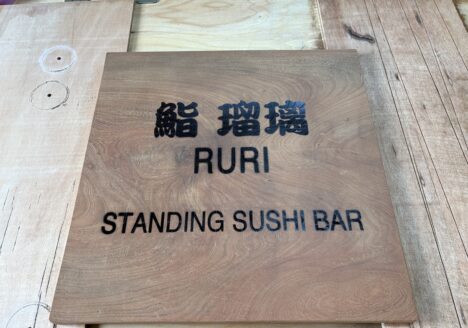 鮨 瑠璃
RURI
STANDING SUSHI BAR